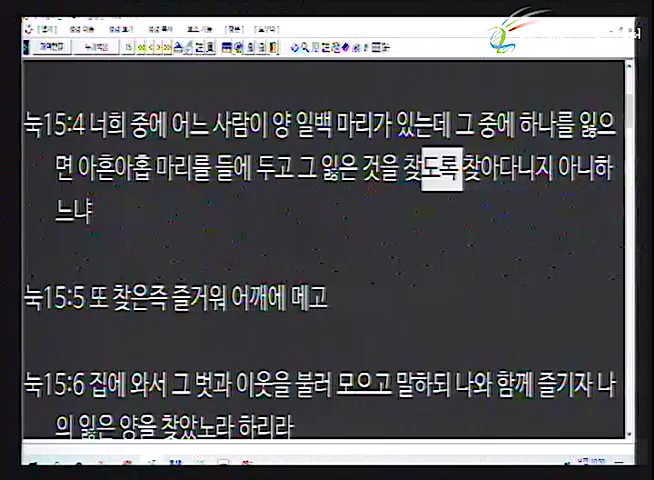 개역한글
눅15:4 너희 중에 어느 사람이 양 일백 마리가 있는데 그 중에 하나를 잃으
면 아흔아홉 마리를 들에 두고 그 잃은 것을 찾도록 찾아다니지 아니하
느냐
눅15:5 또 찾은즉 즐거워 어깨에 메고
눅15:6 집에 와서 그 벗과 이웃을 불러 모으고 말하되 나와 함께 즐기자 나
의 잃은 양을 찾았노라 하리라